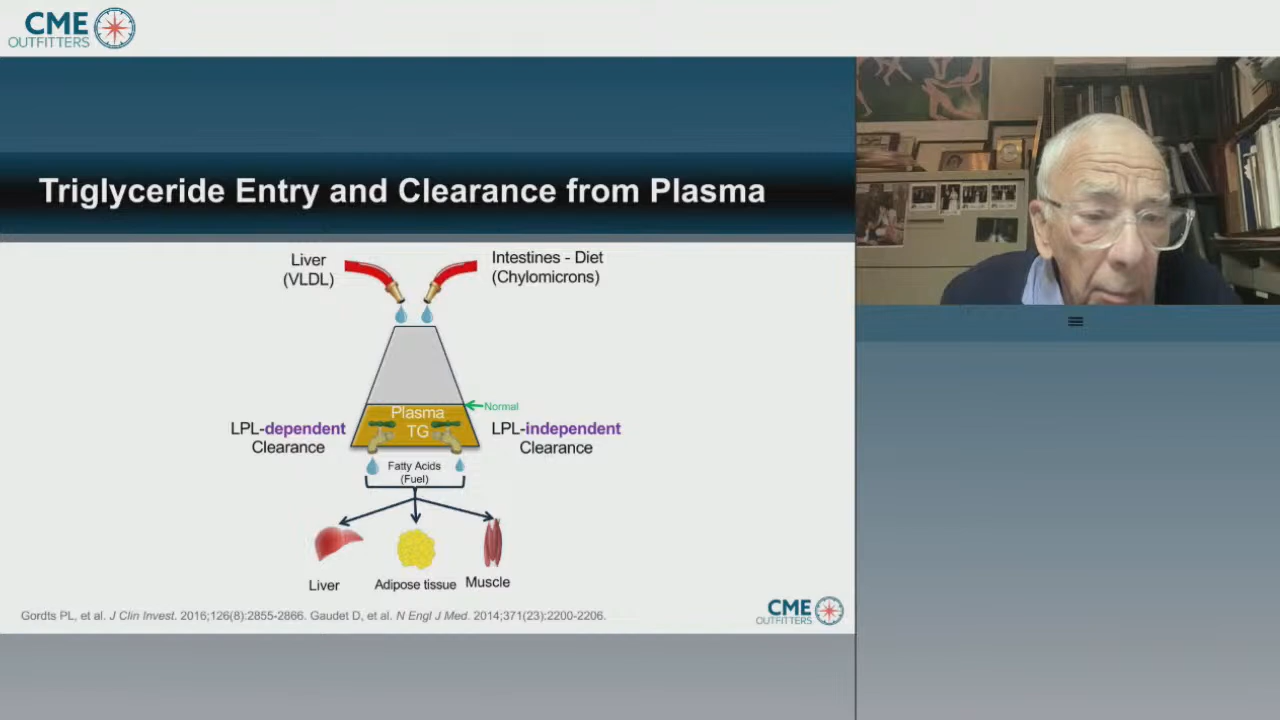 CME
OUTFITTERS
Triglyceride Entry and Clearance from Plasma
Liver
(VLDL)
Intestines - Diet
(Chylomicrons)
Normal
Plasma
TG
LPL-dependent
Clearance
LPL-independent
Clearance
Fatty Acids
(Fuel)
Liver
Adipose tissue
Muscle
Gordts PL, et al. J Clin Invest. 2016;126(8):2855-2866. Gaudet D, et al. N Engl J Med. 2014;371(23):2200-2206.
CME
OUTFITTERS